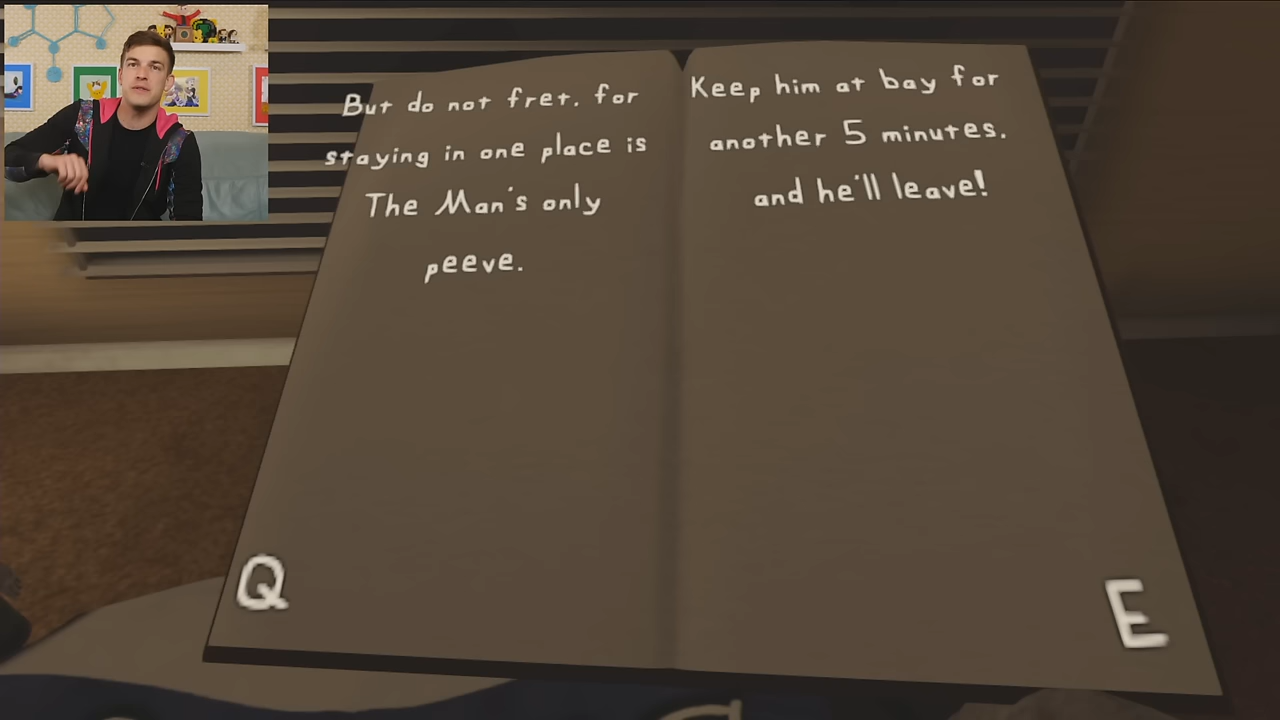 But do not fret. for
staying in one place is
The Man's only
peeve.
Keep him at bay for
another 5 minutes.
and he'll leave!
Q
E